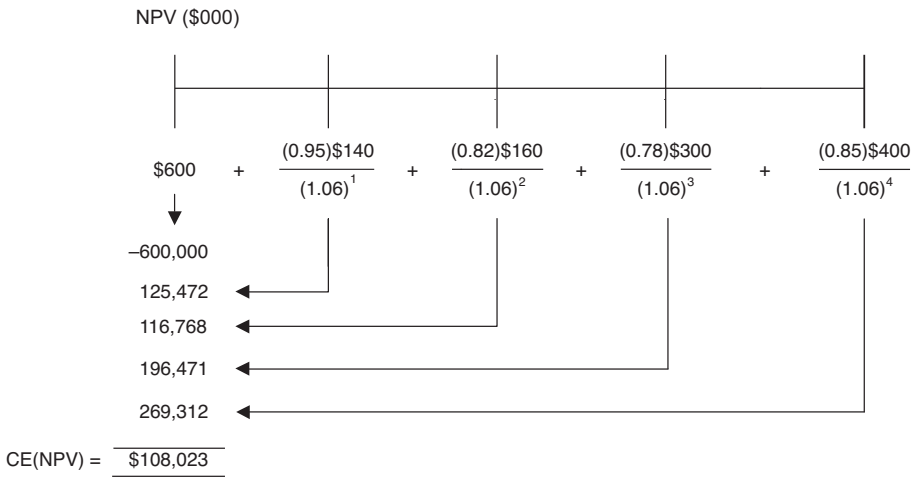 NPV ($000)
$600 + (0.95)$140 + (0.82)$160 + (0.78)$300 + (0.85)$400
(1.06)^1 (1.06)^2 (1.06)^3 (1.06)^4
–600,000
125,472
116,768
196,471
269,312
CE(NPV) = $108,023